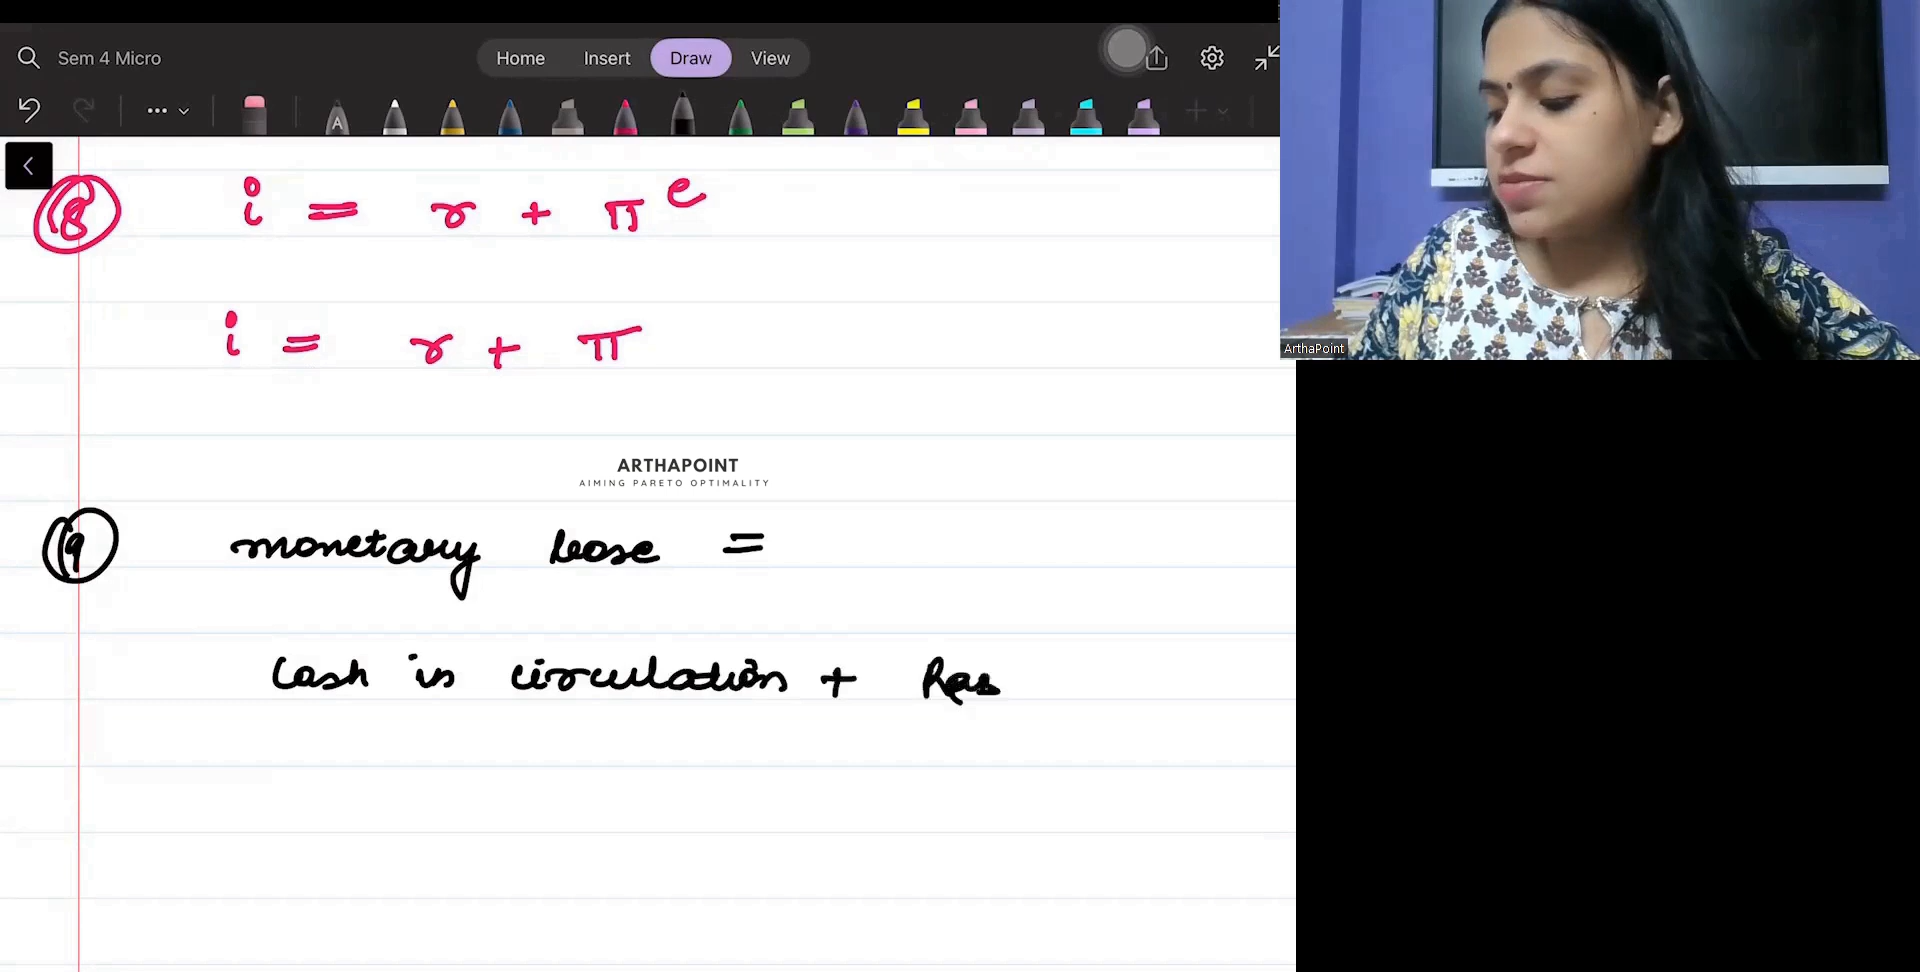 Sem 4 Micro
Home Insert Draw View
A
8 i = r + π^e
i = r + π
ARTHAPOINT
AIMING PARETO OPTIMALITY
9 monetary base =
Cash in circulation + Res
ArthaPoint